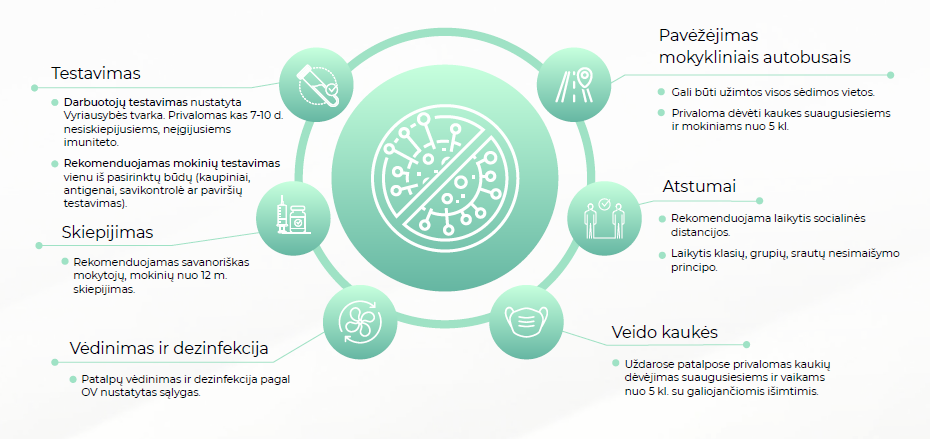 Testavimas
Darbuotojų testavimas nustatyta
Vyriausybės tvarka. Privalomas kas 7-10 d.
nesiskiepijusiems, neįgijusiems
imuniteto.
Rekomenduojamas mokinių testavimas
vienu iš pasirinktų būdų (kaupiniai,
antigenai, savikontrolė ar paviršių
testavimas).
Skiepijimas
Rekomenduojamas savanoriškas
mokytojų, mokinių nuo 12 m.
skiepijimas.
Vėdinimas ir dezinfekcija
Patalpų vėdinimas ir dezinfekcija pagal
OV nustatytas sąlygas.
Pavėžėjimas
mokykliniais autobusais
Gali būti užimtos visos sėdimos vietos.
Privaloma dėvėti kaukes suaugusiesiems
ir mokiniams nuo 5 kl.
Atstumai
Rekomenduojama laikytis socialinės
distancijos.
Laikytis klasių, grupių, srautų nesimaišymo
principo.
Veido kaukės
Uždarose patalpose privalomas kaukių
dėvėjimas suaugusiesiems ir vaikams
nuo 5 kl. su galiojančiomis išimtimis.